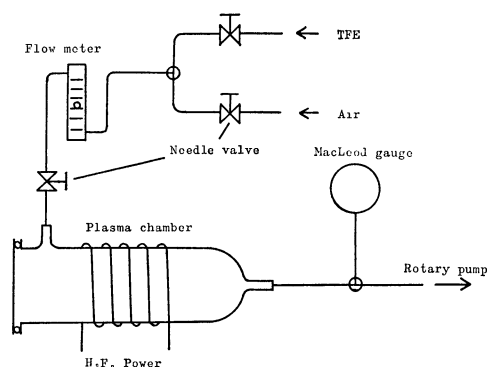 TFE
Flow meter
Air
Needle valve
MacLeod gauge
Plasma chamber
Rotary pump
H.F. Power